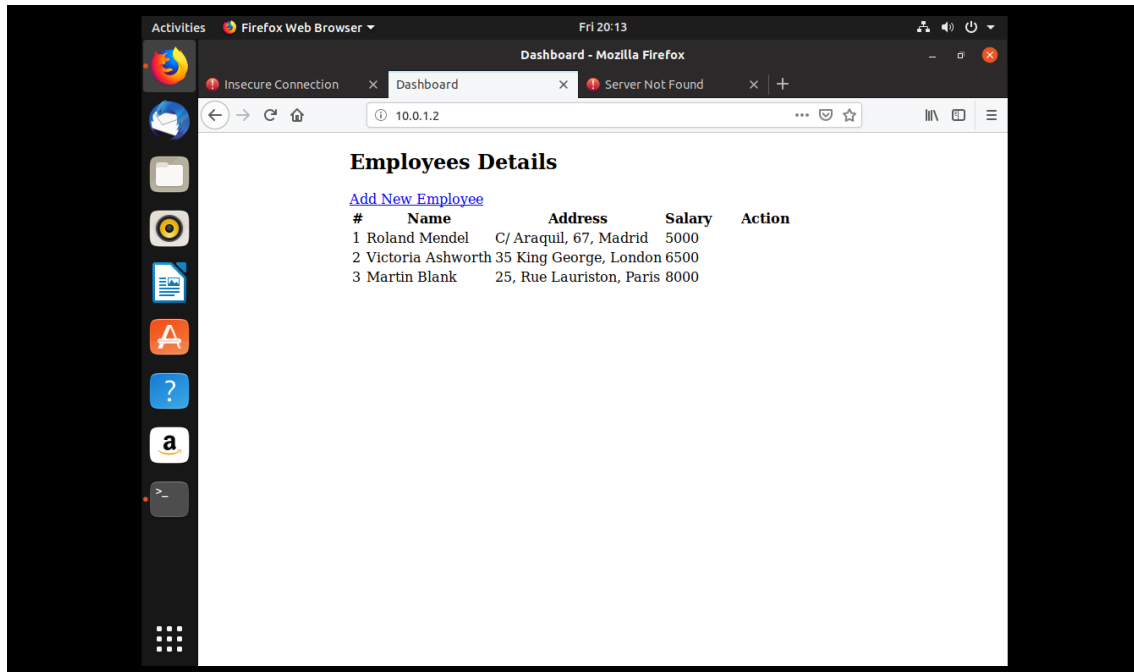 Activities Firefox Web Browser Fri 20:13
Dashboard - Mozilla Firefox
Insecure Connection Dashboard Server Not Found
10.0.1.2
Employees Details
Add New Employee
# Name Address Salary Action
1 Roland Mendel C/ Araquil, 67, Madrid 5000
2 Victoria Ashworth 35 King George, London 6500
3 Martin Blank 25, Rue Lauriston, Paris 8000
A
?
a
>_